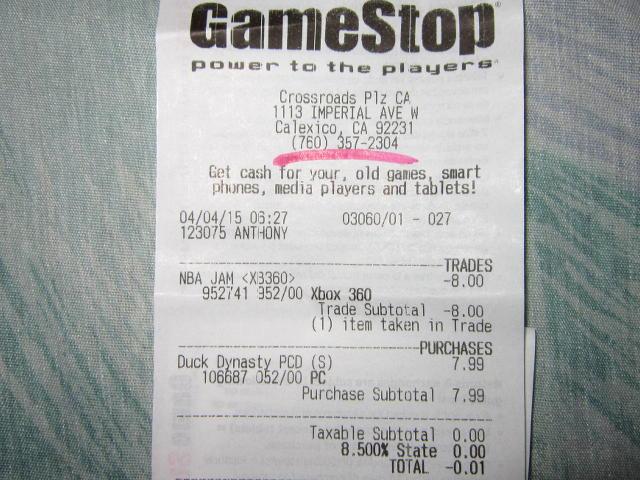 GameStop
power to the players
Crossroads Plz CA
1113 IMPERIAL AVE W
Calexico, CA 92231
(760) 357-2304
Get cash for your, old games, smart
phones, media players and tablets!
04/04/15 06:27 03060/01 - 027
123075 ANTHONY
TRADES
NBA JAM <XB360> -8.00
952741 952/00 Xbox 360
Trade Subtotal -8.00
(1) item taken in Trade
PURCHASES
Duck Dynasty PCD (S) 7.99
106687 052/00 PC
Purchase Subtotal 7.99
Taxable Subtotal 0.00
8.500% State 0.00
TOTAL -0.01